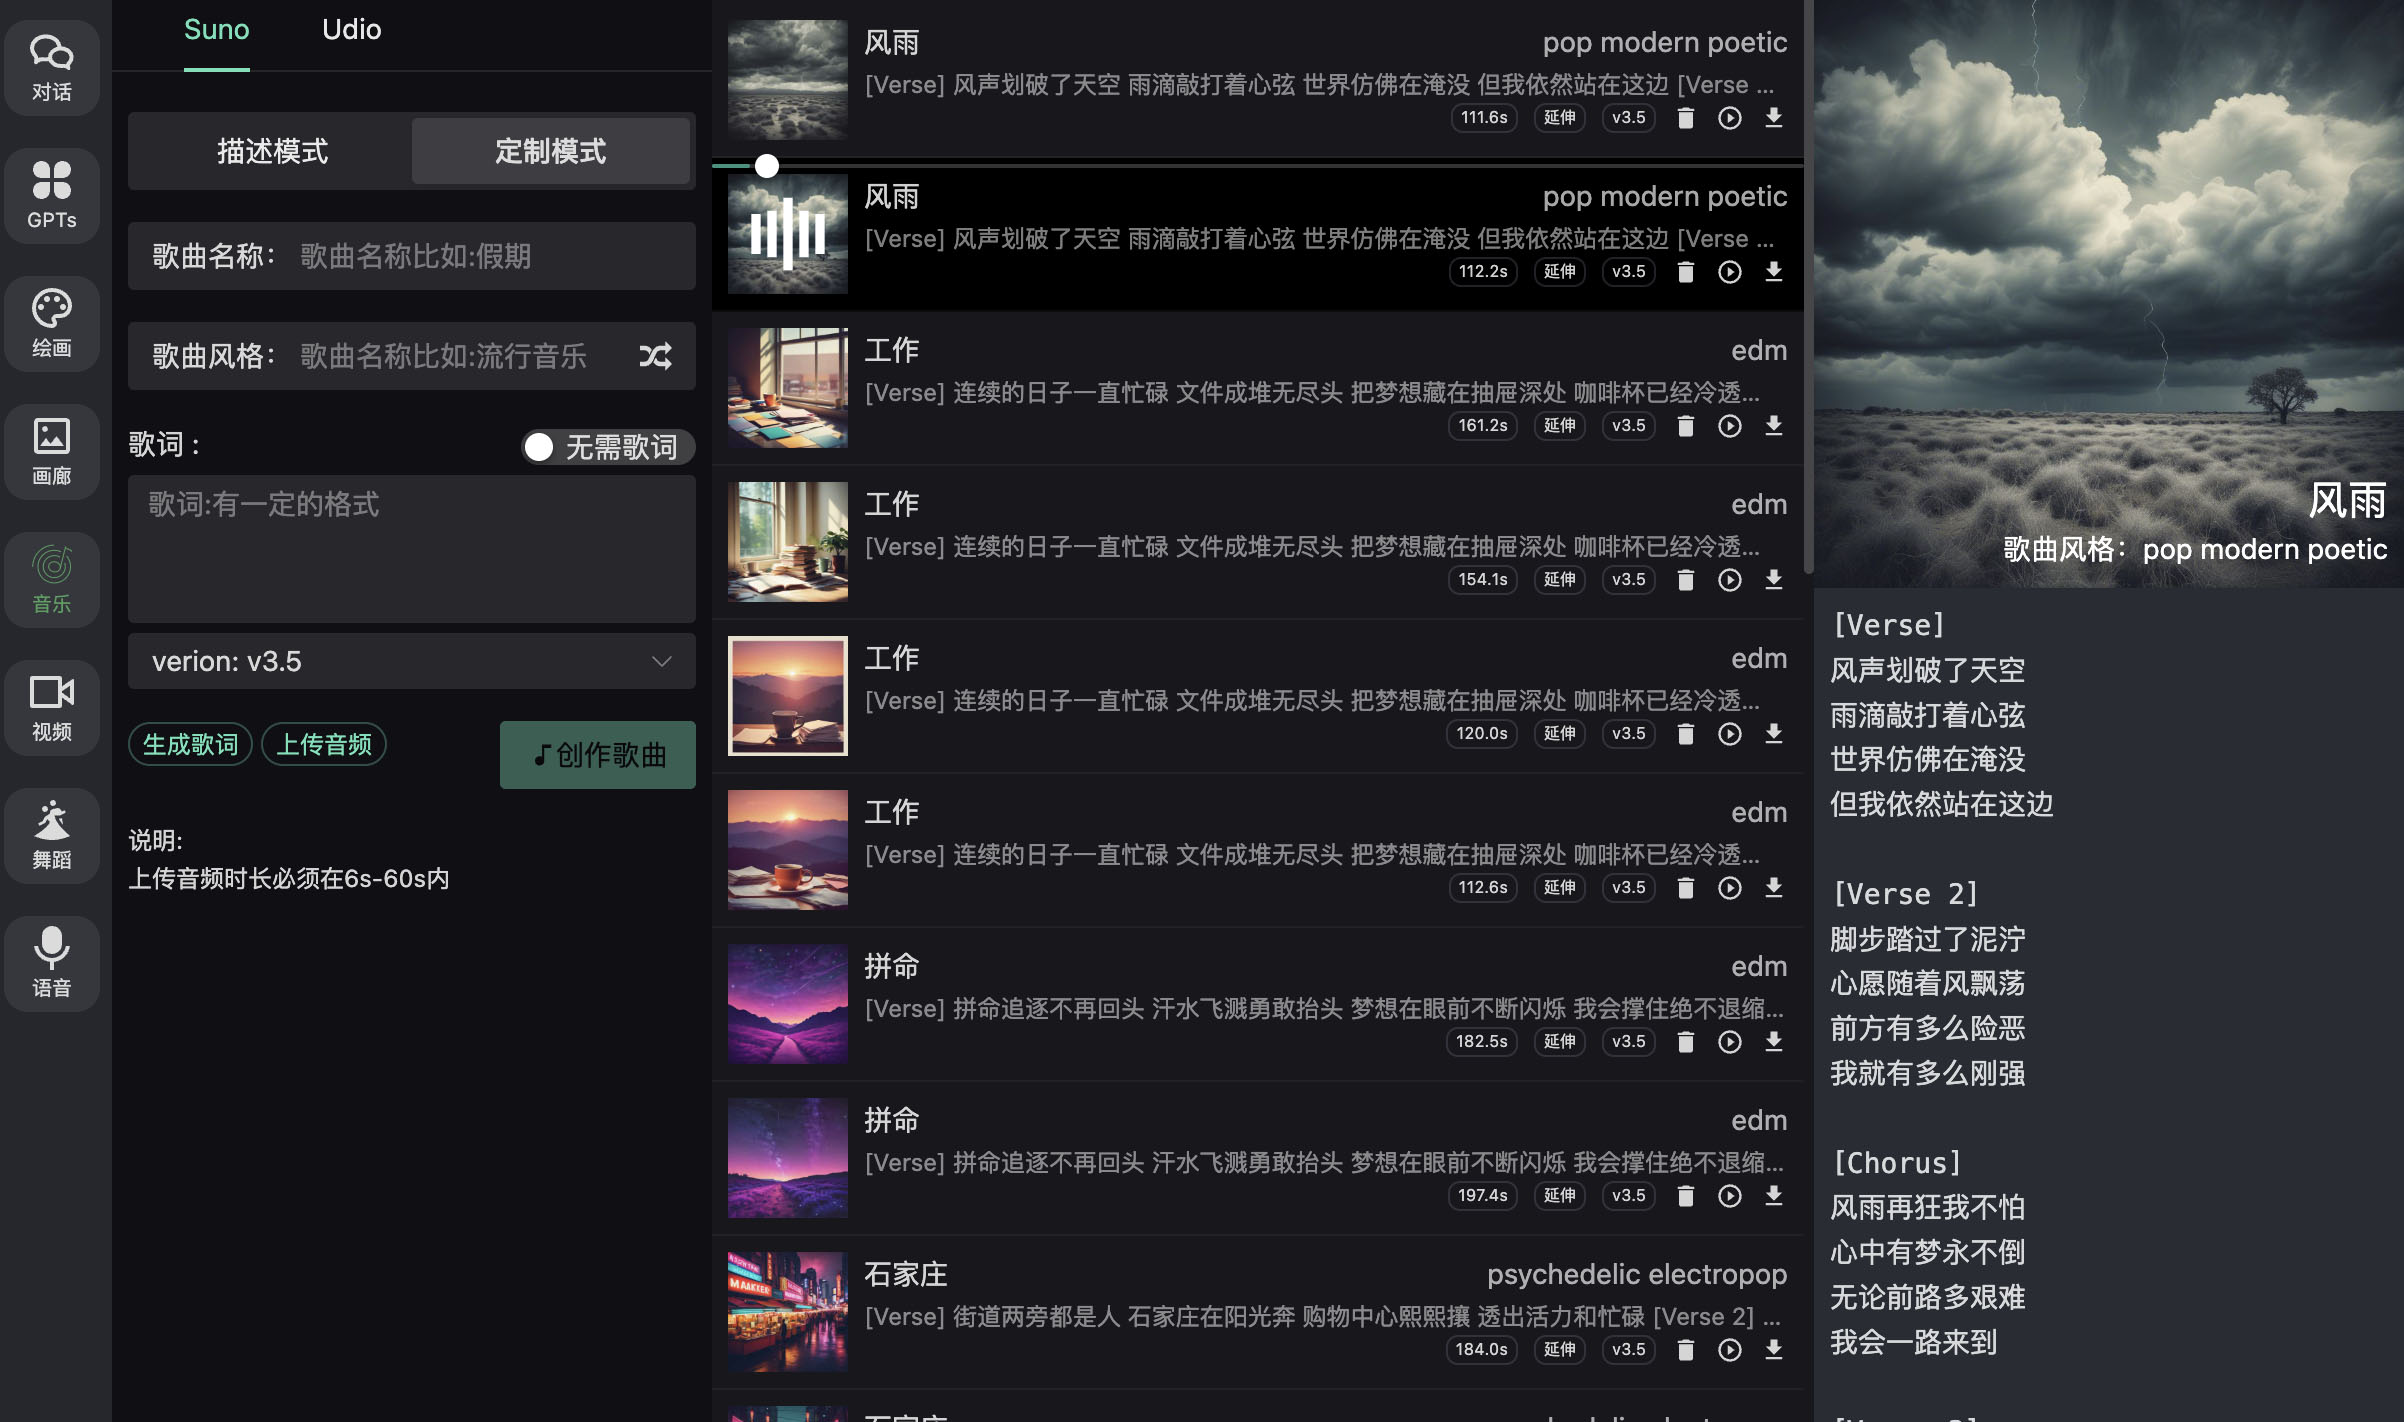 对话
GPTs
绘画
画廊
音乐
视频
舞蹈
语音
Suno
Udio
描述模式
定制模式
歌曲名称：
歌曲名称比如:假期
歌曲风格：
歌曲名称比如:流行音乐
歌词 :
无需歌词
歌词:有一定的格式
verion: v3.5
生成歌词
上传音频
创作歌曲
说明:
上传音频时长必须在6s-60s内
风雨
pop modern poetic
[Verse] 风声划破了天空 雨滴敲打着心弦 世界仿佛在淹没 但我依然站在这边 [Verse ...
111.6s
延伸
v3.5
风雨
pop modern poetic
[Verse] 风声划破了天空 雨滴敲打着心弦 世界仿佛在淹没 但我依然站在这边 [Verse ...
112.2s
延伸
v3.5
工作
edm
[Verse] 连续的日子一直忙碌 文件成堆无尽头 把梦想藏在抽屉深处 咖啡杯已经冷透...
161.2s
延伸
v3.5
工作
edm
[Verse] 连续的日子一直忙碌 文件成堆无尽头 把梦想藏在抽屉深处 咖啡杯已经冷透...
154.1s
延伸
v3.5
工作
edm
[Verse] 连续的日子一直忙碌 文件成堆无尽头 把梦想藏在抽屉深处 咖啡杯已经冷透...
120.0s
延伸
v3.5
工作
edm
[Verse] 连续的日子一直忙碌 文件成堆无尽头 把梦想藏在抽屉深处 咖啡杯已经冷透...
112.6s
延伸
v3.5
拼命
edm
[Verse] 拼命追逐不再回头 汗水飞溅勇敢抬头 梦想在眼前不断闪烁 我会撑住绝不退缩...
182.5s
延伸
v3.5
拼命
edm
[Verse] 拼命追逐不再回头 汗水飞溅勇敢抬头 梦想在眼前不断闪烁 我会撑住绝不退缩...
197.4s
延伸
v3.5
石家庄
psychedelic electropop
[Verse] 街道两旁都是人 石家庄在阳光奔 购物中心熙熙攘 透出活力和忙碌 [Verse 2] ...
184.0s
延伸
v3.5
风雨
歌曲风格：pop modern poetic
[Verse]
风声划破了天空
雨滴敲打着心弦
世界仿佛在淹没
但我依然站在这边
[Verse 2]
脚步踏过了泥泞
心愿随着风飘荡
前方有多么险恶
我就有多么刚强
[Chorus]
风雨再狂我不怕
心中有梦永不倒
无论前路多艰难
我会一路来到